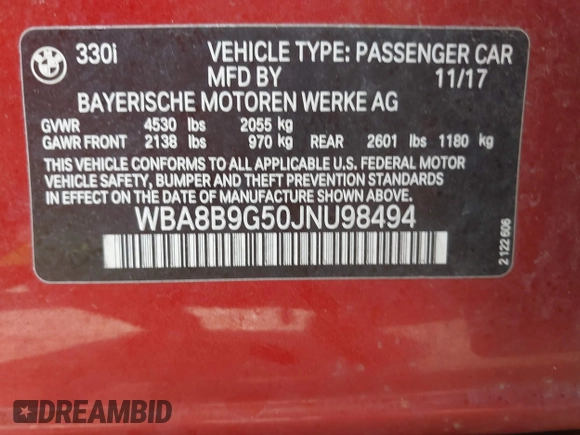 330i VEHICLE TYPE: PASSENGER CAR
MFD BY 11/17
BAYERISCHE MOTOREN WERKE AG
GVWR 4530 lbs 2055 kg
GAWR FRONT 2138 lbs 970 kg REAR 2601 lbs 1180 kg
THIS VEHICLE CONFORMS TO ALL APPLICABLE U.S. FEDERAL MOTOR
VEHICLE SAFETY, BUMPER AND THEFT PREVENTION STANDARDS
IN EFFECT ON THE DATE OF MANUFACTURE SHOWN ABOVE.
WBA8B9G50JNU98494
2 122 606
DREAMBID